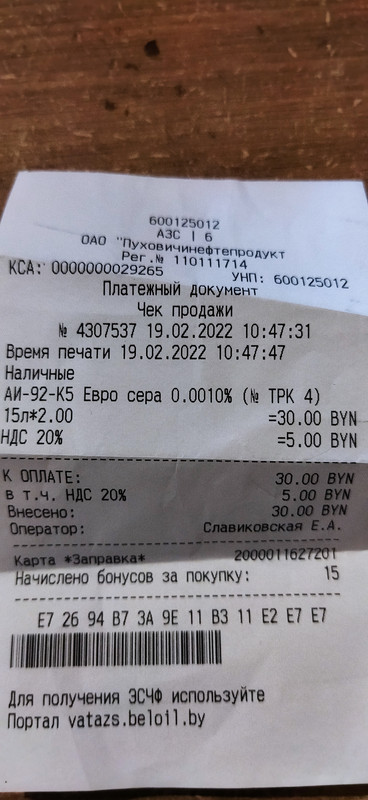 600125012
АЗС | 6
ОАО "Пуховичинефтепродукт
Рег.№ 110111714
КСА: 0000000029265 УНП: 600125012
Платежный документ
Чек продажи
№ 4307537 19.02.2022 10:47:31
Время печати 19.02.2022 10:47:47
Наличные
АИ-92-К5 Евро сера 0.0010% (№ ТРК 4)
15л*2.00 =30.00 BYN
НДС 20% =5.00 BYN
К ОПЛАТЕ: 30.00 BYN
в т.ч. НДС 20% 5.00 BYN
Внесено: 30.00 BYN
Оператор: Славиковская Е.А.
Карта *Заправка* 2000011627201
Начислено бонусов за покупку: 15
E7 26 94 B7 3A 9E 11 B3 11 E2 E7 E7
Для получения ЭСЧФ используйте
Портал vatazs.beloil.by